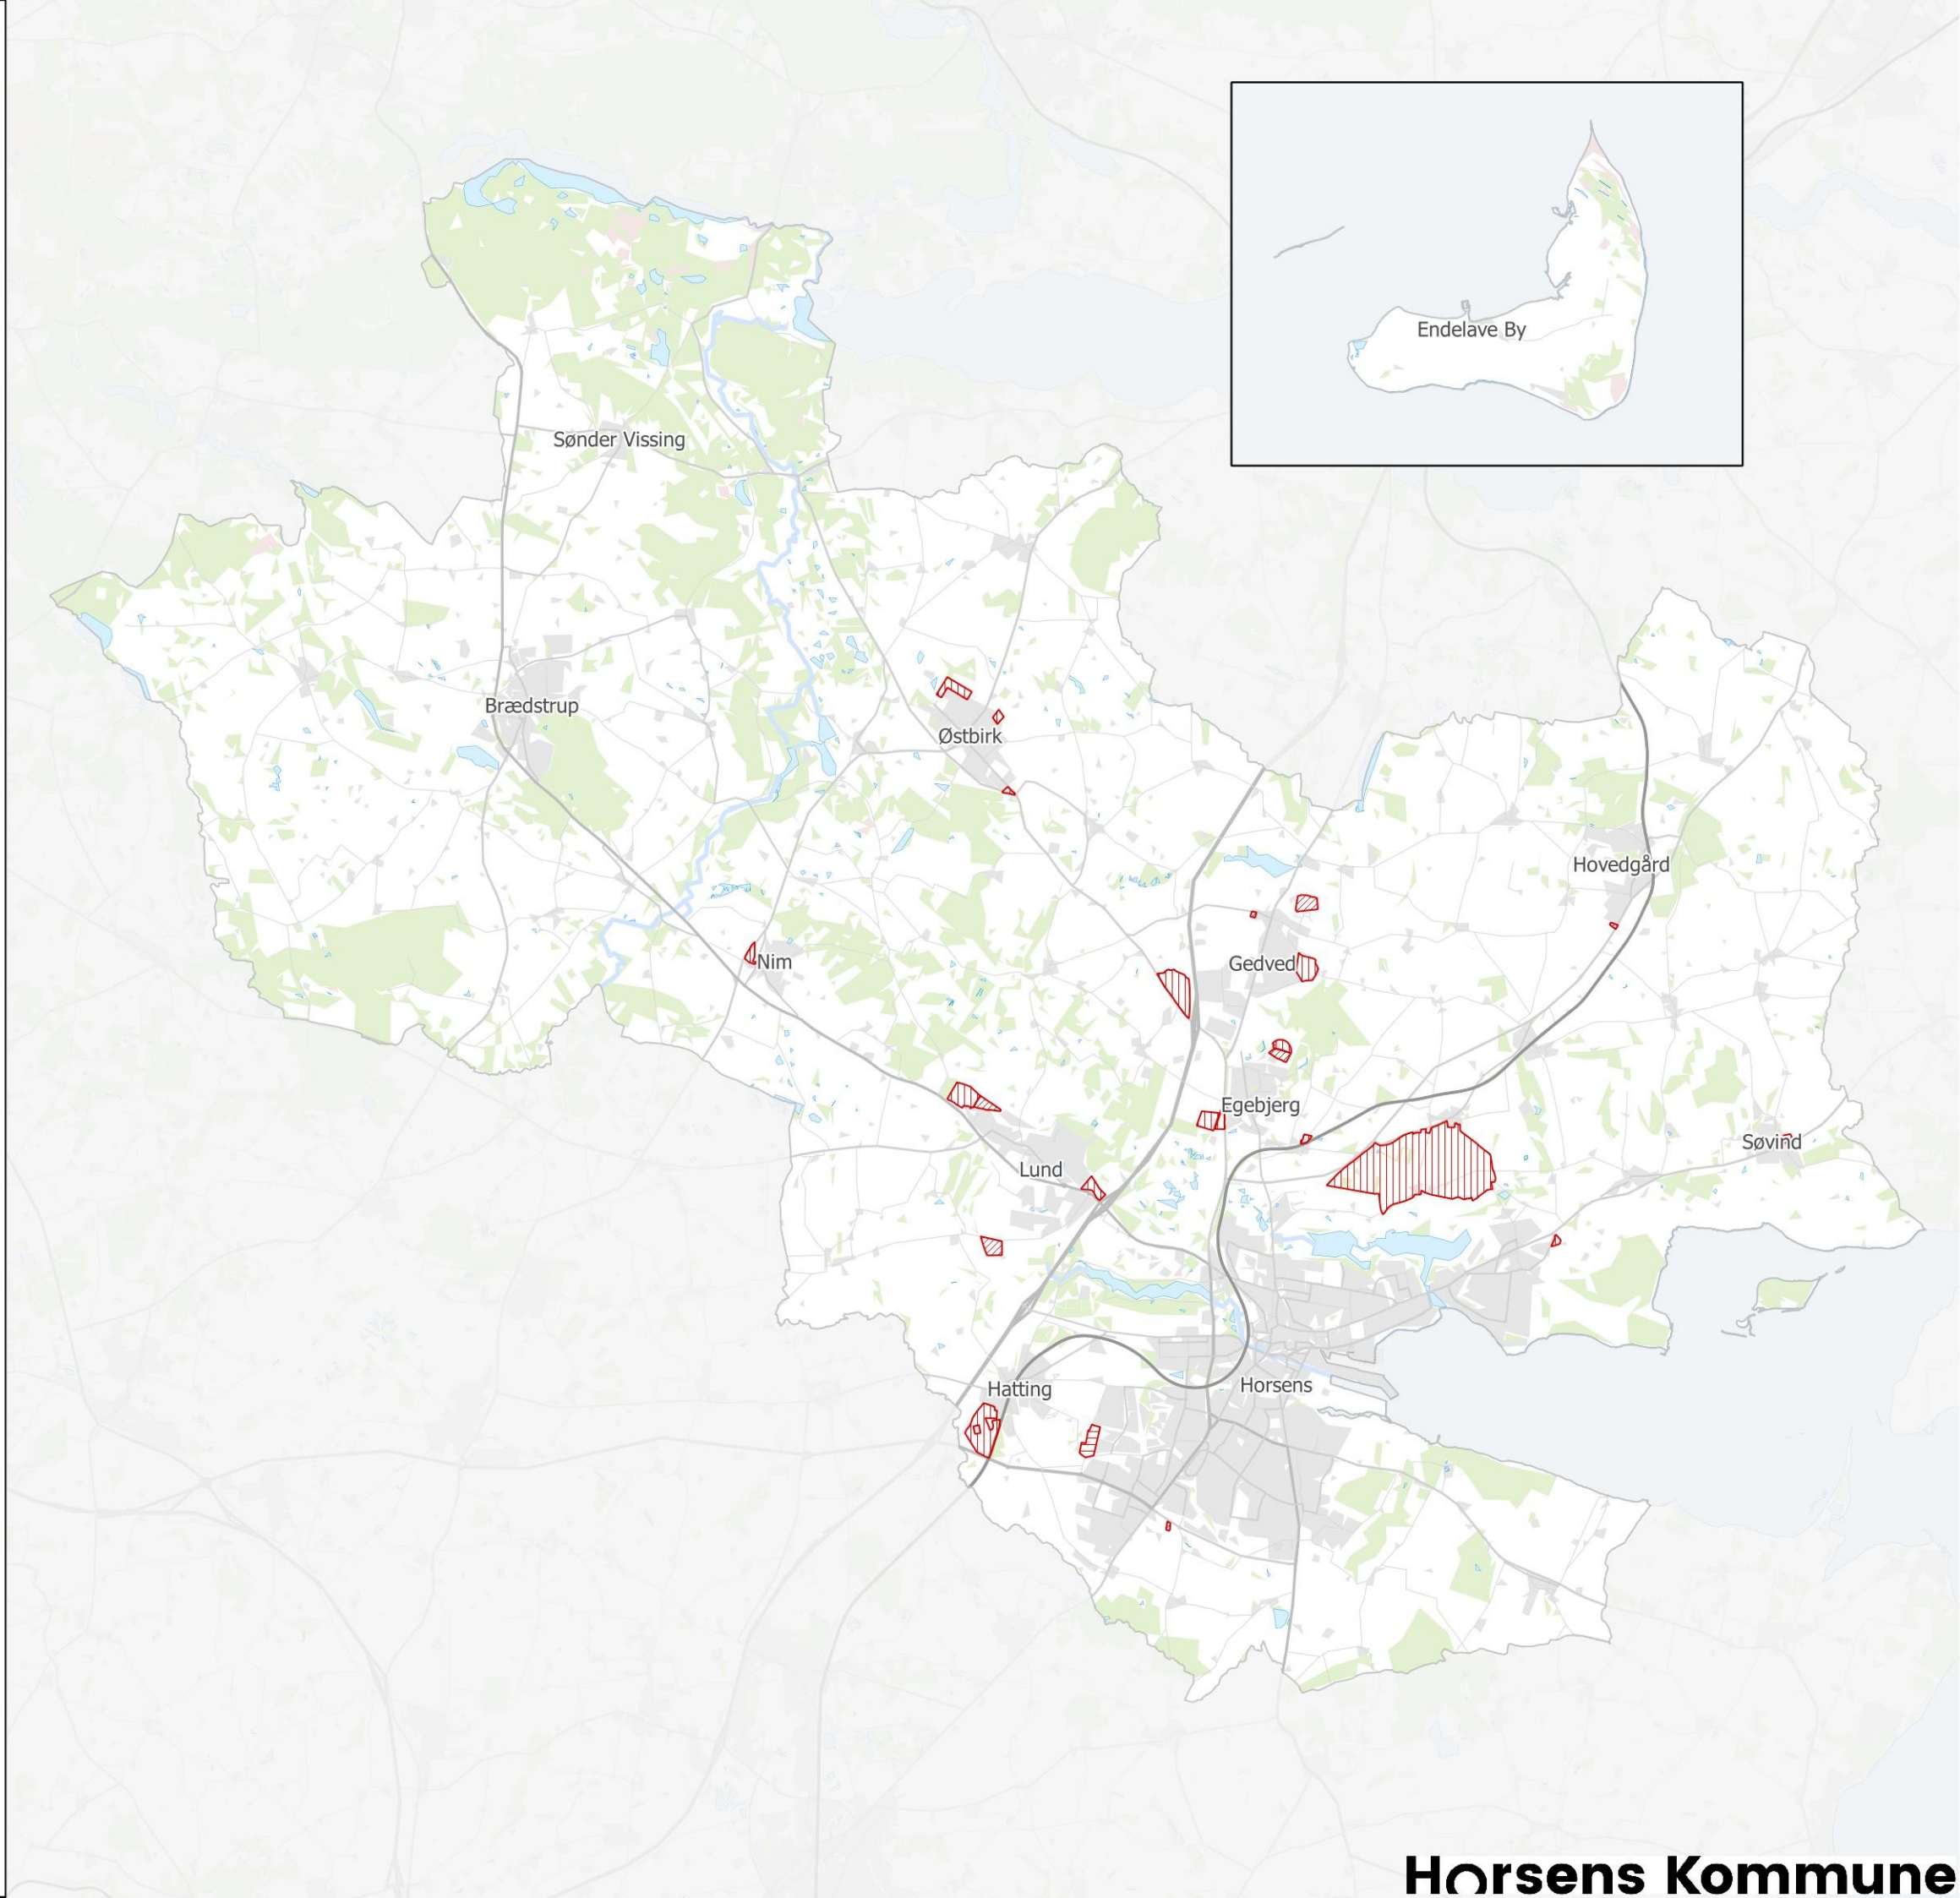 Endelave By
Sønder Vissing
Brædstrup
Østbirk
Hovedgård
Nim
Gedved
Egebjerg
Søvind
Lund
Hatting
Horsens
Horsens Kommune